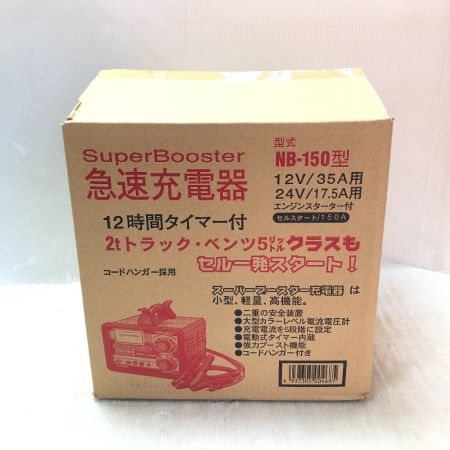 SuperBooster
急速充電器
型式 NB-150型
12V/35A用
24V/17.5A用
エンジンスターター付
セルスタート/150A
12時間タイマー付
2tトラック・ベンツ5リットルクラスも
セル一発スタート!
コードハンガー採用
スーパーブースター充電器は
小型、軽量、高機能。
●二重の安全装置
●大型カラーレベル電流電圧計
●充電電流を5段階に設定
●電動式タイマー内蔵
●強力ブースト機能
●コードハンガー付き
4937305004685